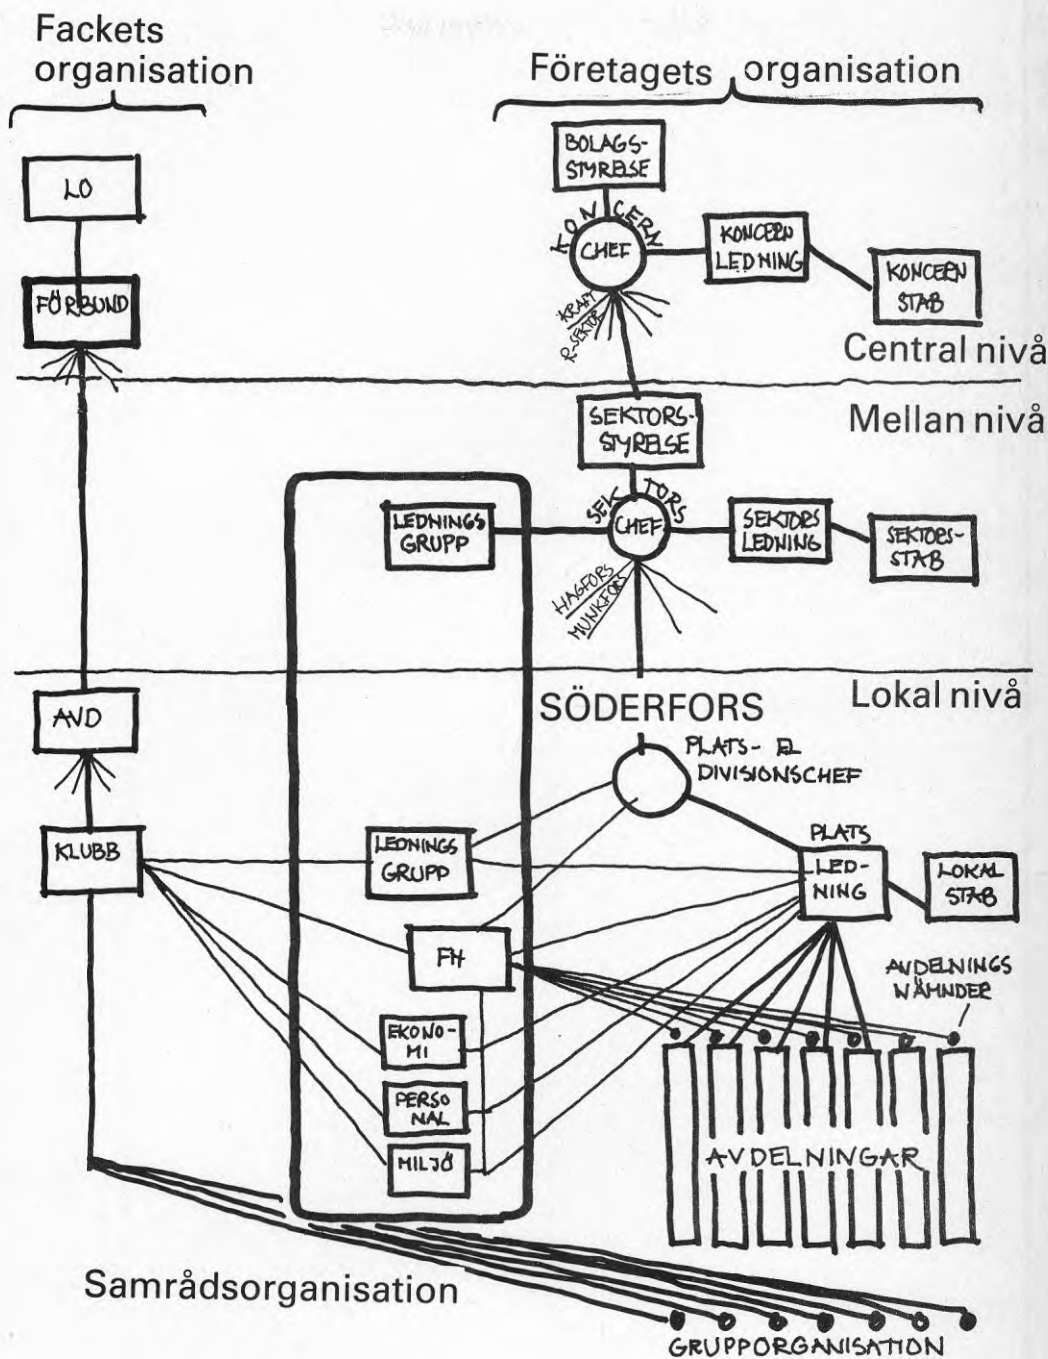 Fackets
organisation
Företagets organisation
LO
FÖRBUND
BOLAGS-
STYRELSE
KONCERN
CHEF
KONCERN
LEDNING
KONCERN
STAB
KRAFT
R-SEKTOR
Central nivå
Mellan nivå
SEKTORS-
STYRELSE
LEDNINGS
GRUPP
SEKTORS
CHEF
SEKTORS
LEDNING
SEKTORS-
STAB
HAGFORS
MUNKFORS
Lokal nivå
SÖDERFORS
AVD
PLATS- EL
DIVISIONSCHEF
KLUBB
LEDNINGS
GRUPP
PLATS
LED-
NING
LOKAL
STAB
FN
AVDELNINGS
NÄMNDER
EKONO-
MI
PERSO
NAL
MILJÖ
AVDELNINGAR
Samrådsorganisation
GRUPPORGANISATION